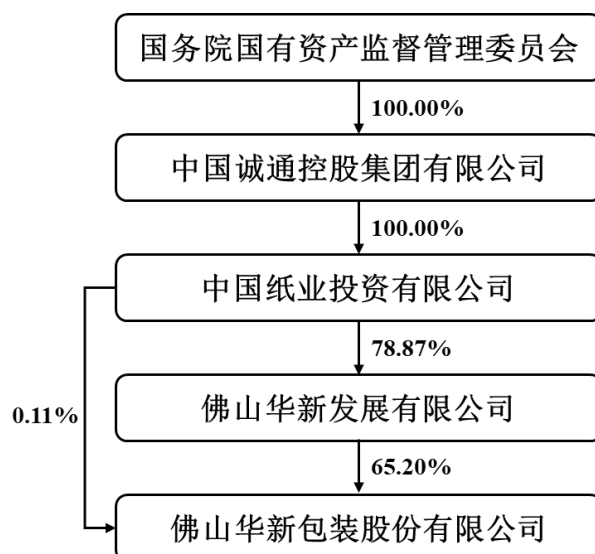 国务院国有资产监督管理委员会
100.00%
中国诚通控股集团有限公司
100.00%
中国纸业投资有限公司
78.87%
0.11%
佛山华新发展有限公司
65.20%
佛山华新包装股份有限公司